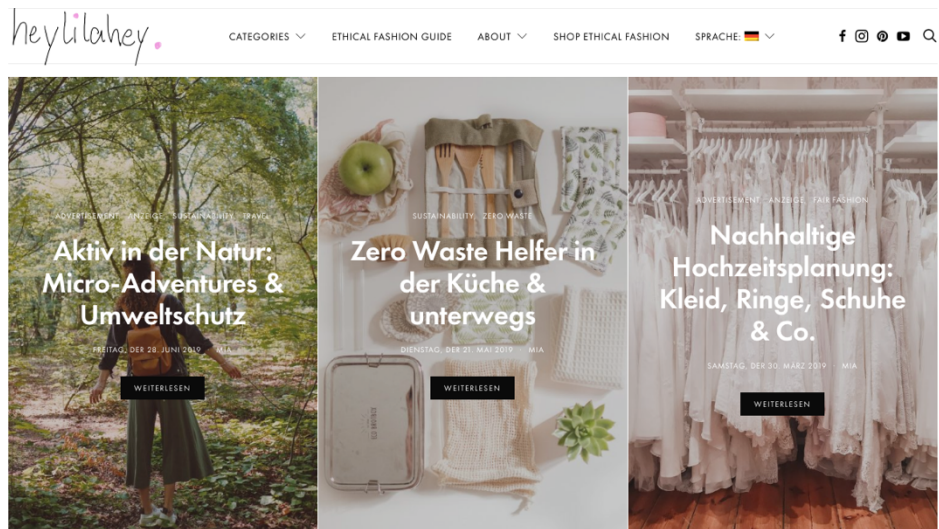 heylilahey.
CATEGORIES
ETHICAL FASHION GUIDE
ABOUT
SHOP ETHICAL FASHION
SPRACHE:
ADVERTISEMENT ANZEIGE SUSTAINABILITY TRAVEL
Aktiv in der Natur:
Micro-Adventures &
Umweltschutz
FREITAG, DER 28. JUNI 2019 · MIA
WEITERLESEN
SUSTAINABILITY ZERO WASTE
Zero Waste Helfer in
der Küche &
unterwegs
DIENSTAG, DER 21. MAI 2019 · MIA
WEITERLESEN
ADVERTISEMENT ANZEIGE FAIR FASHION
Nachhaltige
Hochzeitsplanung:
Kleid, Ringe, Schuhe
& Co.
SAMSTAG, DER 30. MÄRZ 2019 · MIA
WEITERLESEN